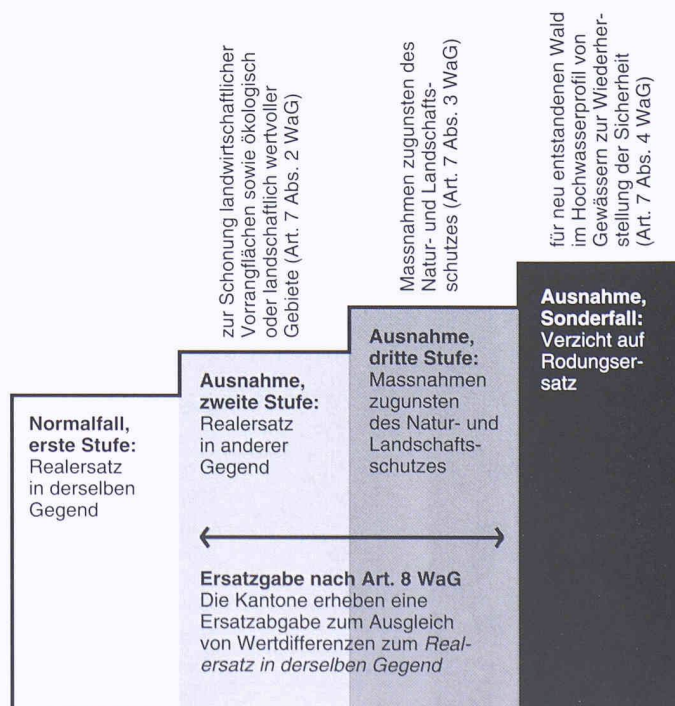 zur Schonung landwirtschaftlicher
Vorrangflächen sowie ökologisch
oder landschaftlich wertvoller
Gebiete (Art. 7 Abs. 2 WaG)
Massnahmen zugunsten des
Natur- und Landschafts-
schutzes (Art. 7 Abs. 3 WaG)
für neu entstandenen Wald
im Hochwasserprofil von
Gewässern zur Wiederher-
stellung der Sicherheit
(Art. 7 Abs. 4 WaG)
Normalfall,
erste Stufe:
Realersatz
in derselben
Gegend
Ausnahme,
zweite Stufe:
Realersatz
in anderer
Gegend
Ausnahme,
dritte Stufe:
Massnahmen
zugunsten
des Natur- und
Landschafts-
schutzes
Ausnahme,
Sonderfall:
Verzicht auf
Rodungser-
satz
Ersatzgabe nach Art. 8 WaG
Die Kantone erheben eine
Ersatzabgabe zum Ausgleich
von Wertdifferenzen zum Real-
ersatz in derselben Gegend